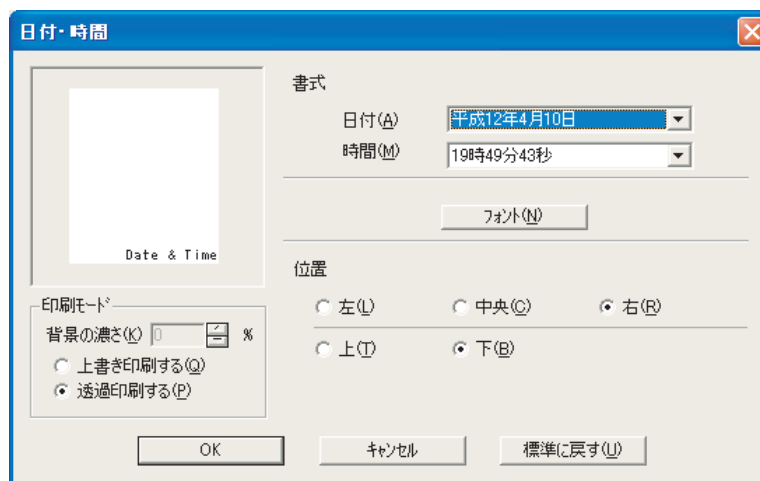 日付・時間
書式
日付(A)
平成12年4月10日
時間(M)
19時49分43秒
フォント(N)
Date & Time
位置
左(L) 中央(C) 右(R)
上(T) 下(B)
印刷モード
背景の濃さ(K) 0 %
上書き印刷する(Q)
透過印刷する(P)
OK キャンセル 標準に戻す(U)